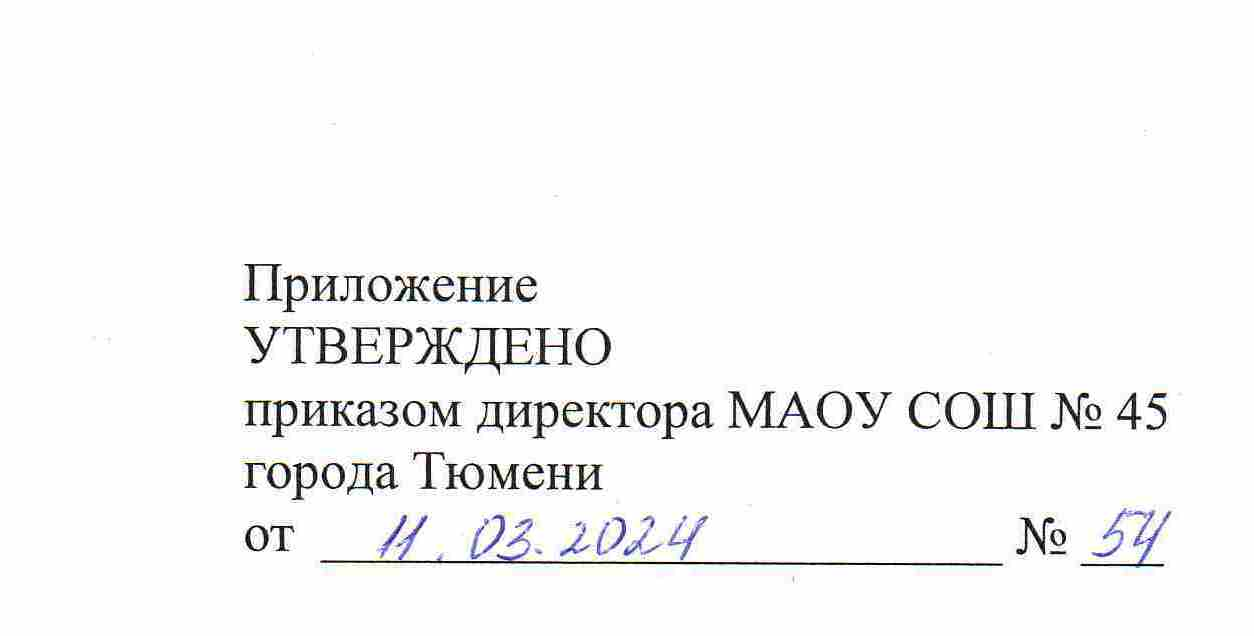 Приложение
УТВЕРЖДЕНО
приказом директора МАОУ СОШ № 45
города Тюмени
от 11.03.2024 № 54